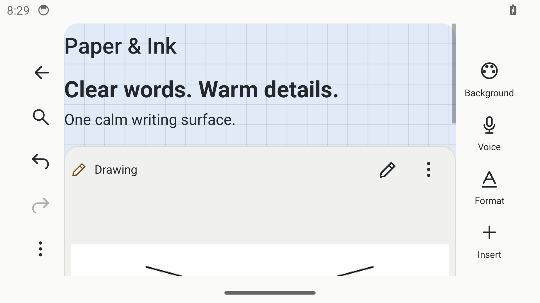 8:29
Paper & Ink
Clear words. Warm details.
One calm writing surface.
Drawing
Background
Voice
Format
Insert